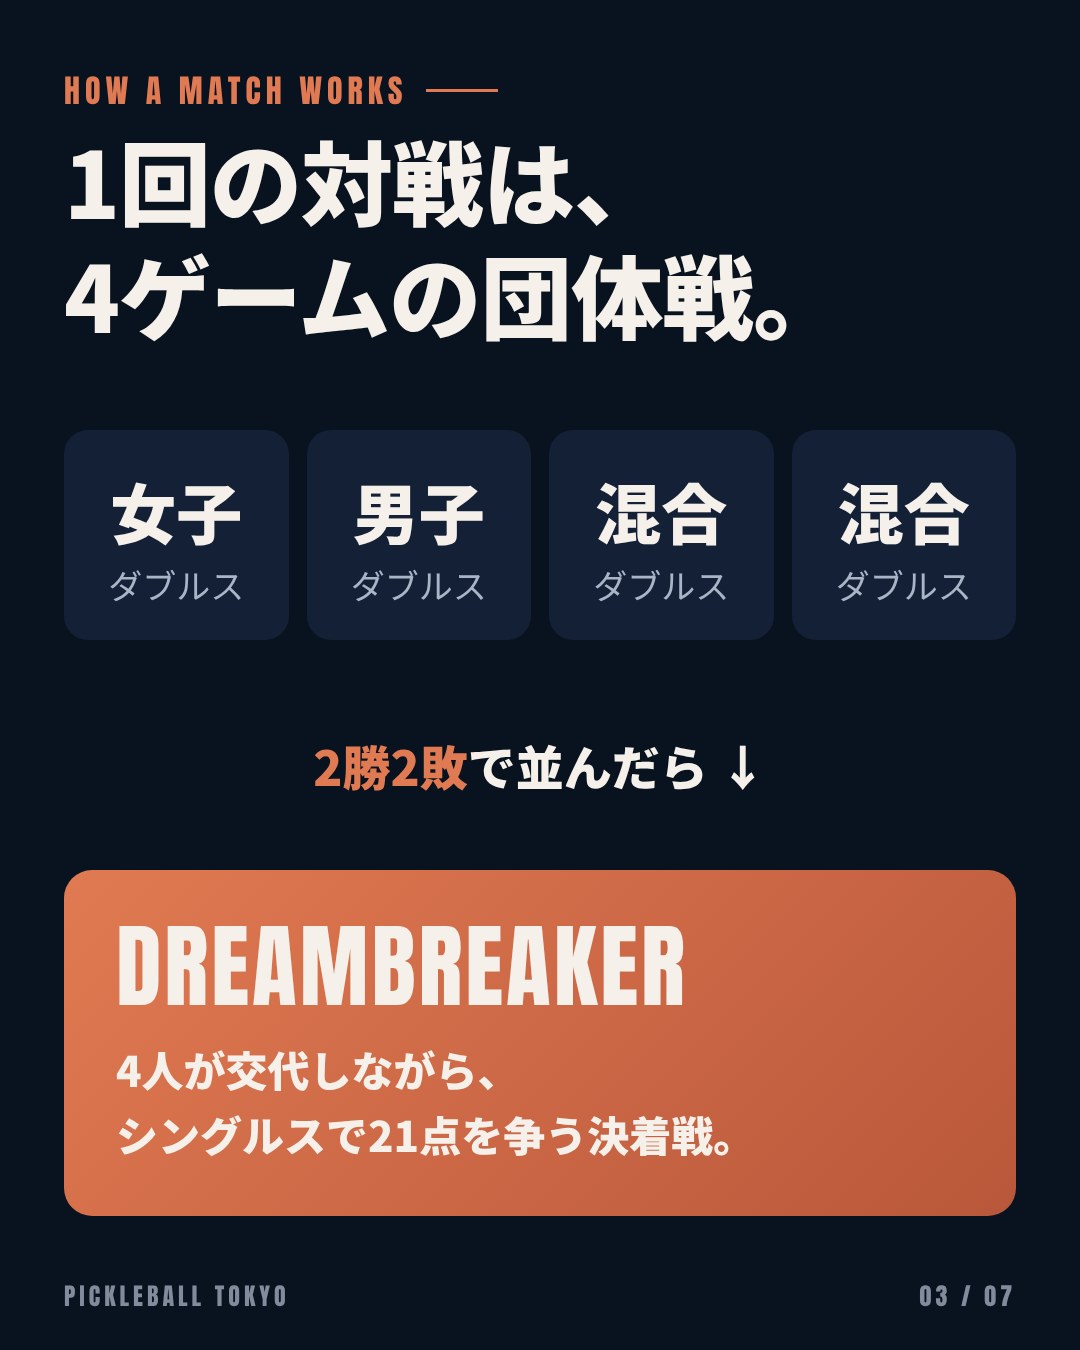 HOW A MATCH WORKS
1回の対戦は、
4ゲームの団体戦。
女子
ダブルス
男子
ダブルス
混合
ダブルス
混合
ダブルス
2勝2敗で並んだら ↓
DREAMBREAKER
4人が交代しながら、
シングルスで21点を争う決着戦。
PICKLEBALL TOKYO
03 / 07